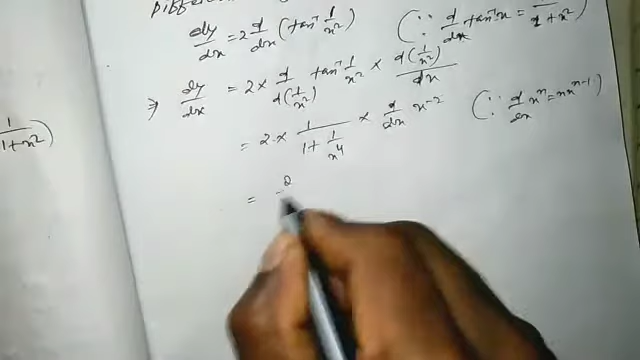 dy/dx = 2 d/dx (tan⁻¹ 1/x²) (∵ d/dx tan⁻¹x = 1/(1+x²)
⇒ dy/dx = 2 × d/d(1/x²) tan⁻¹ 1/x² × d(1/x²)/dx
1/(1+x²))
= 2 × 1/(1 + 1/x⁴) × d/dx x⁻² (∵ d/dx xⁿ = nxⁿ⁻¹)
= 2